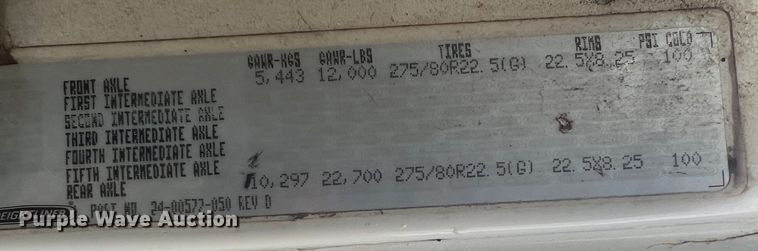 GAWR-KGS GAWR-LBS TIRES RIMS PSI COLD
FRONT AXLE 5,443 12,000 275/80R22.5(G) 22.5X8.25 100
FIRST INTERMEDIATE AXLE
SECOND INTERMEDIATE AXLE
THIRD INTERMEDIATE AXLE
FOURTH INTERMEDIATE AXLE
FIFTH INTERMEDIATE AXLE
REAR AXLE 10,297 22,700 275/80R22.5(G) 22.5X8.25 100
PART NO. 24-00572-050 REV D
FREIGHTLINER
Purple Wave Auction